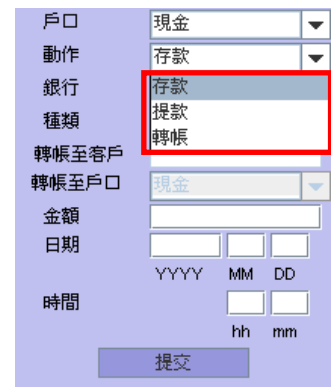 戶口 現金
動作 存款
銀行 存款
提款
種類
轉帳
轉帳至客戶
轉帳至戶口 現金
金額
日期
YYYY MM DD
時間
hh mm
提交